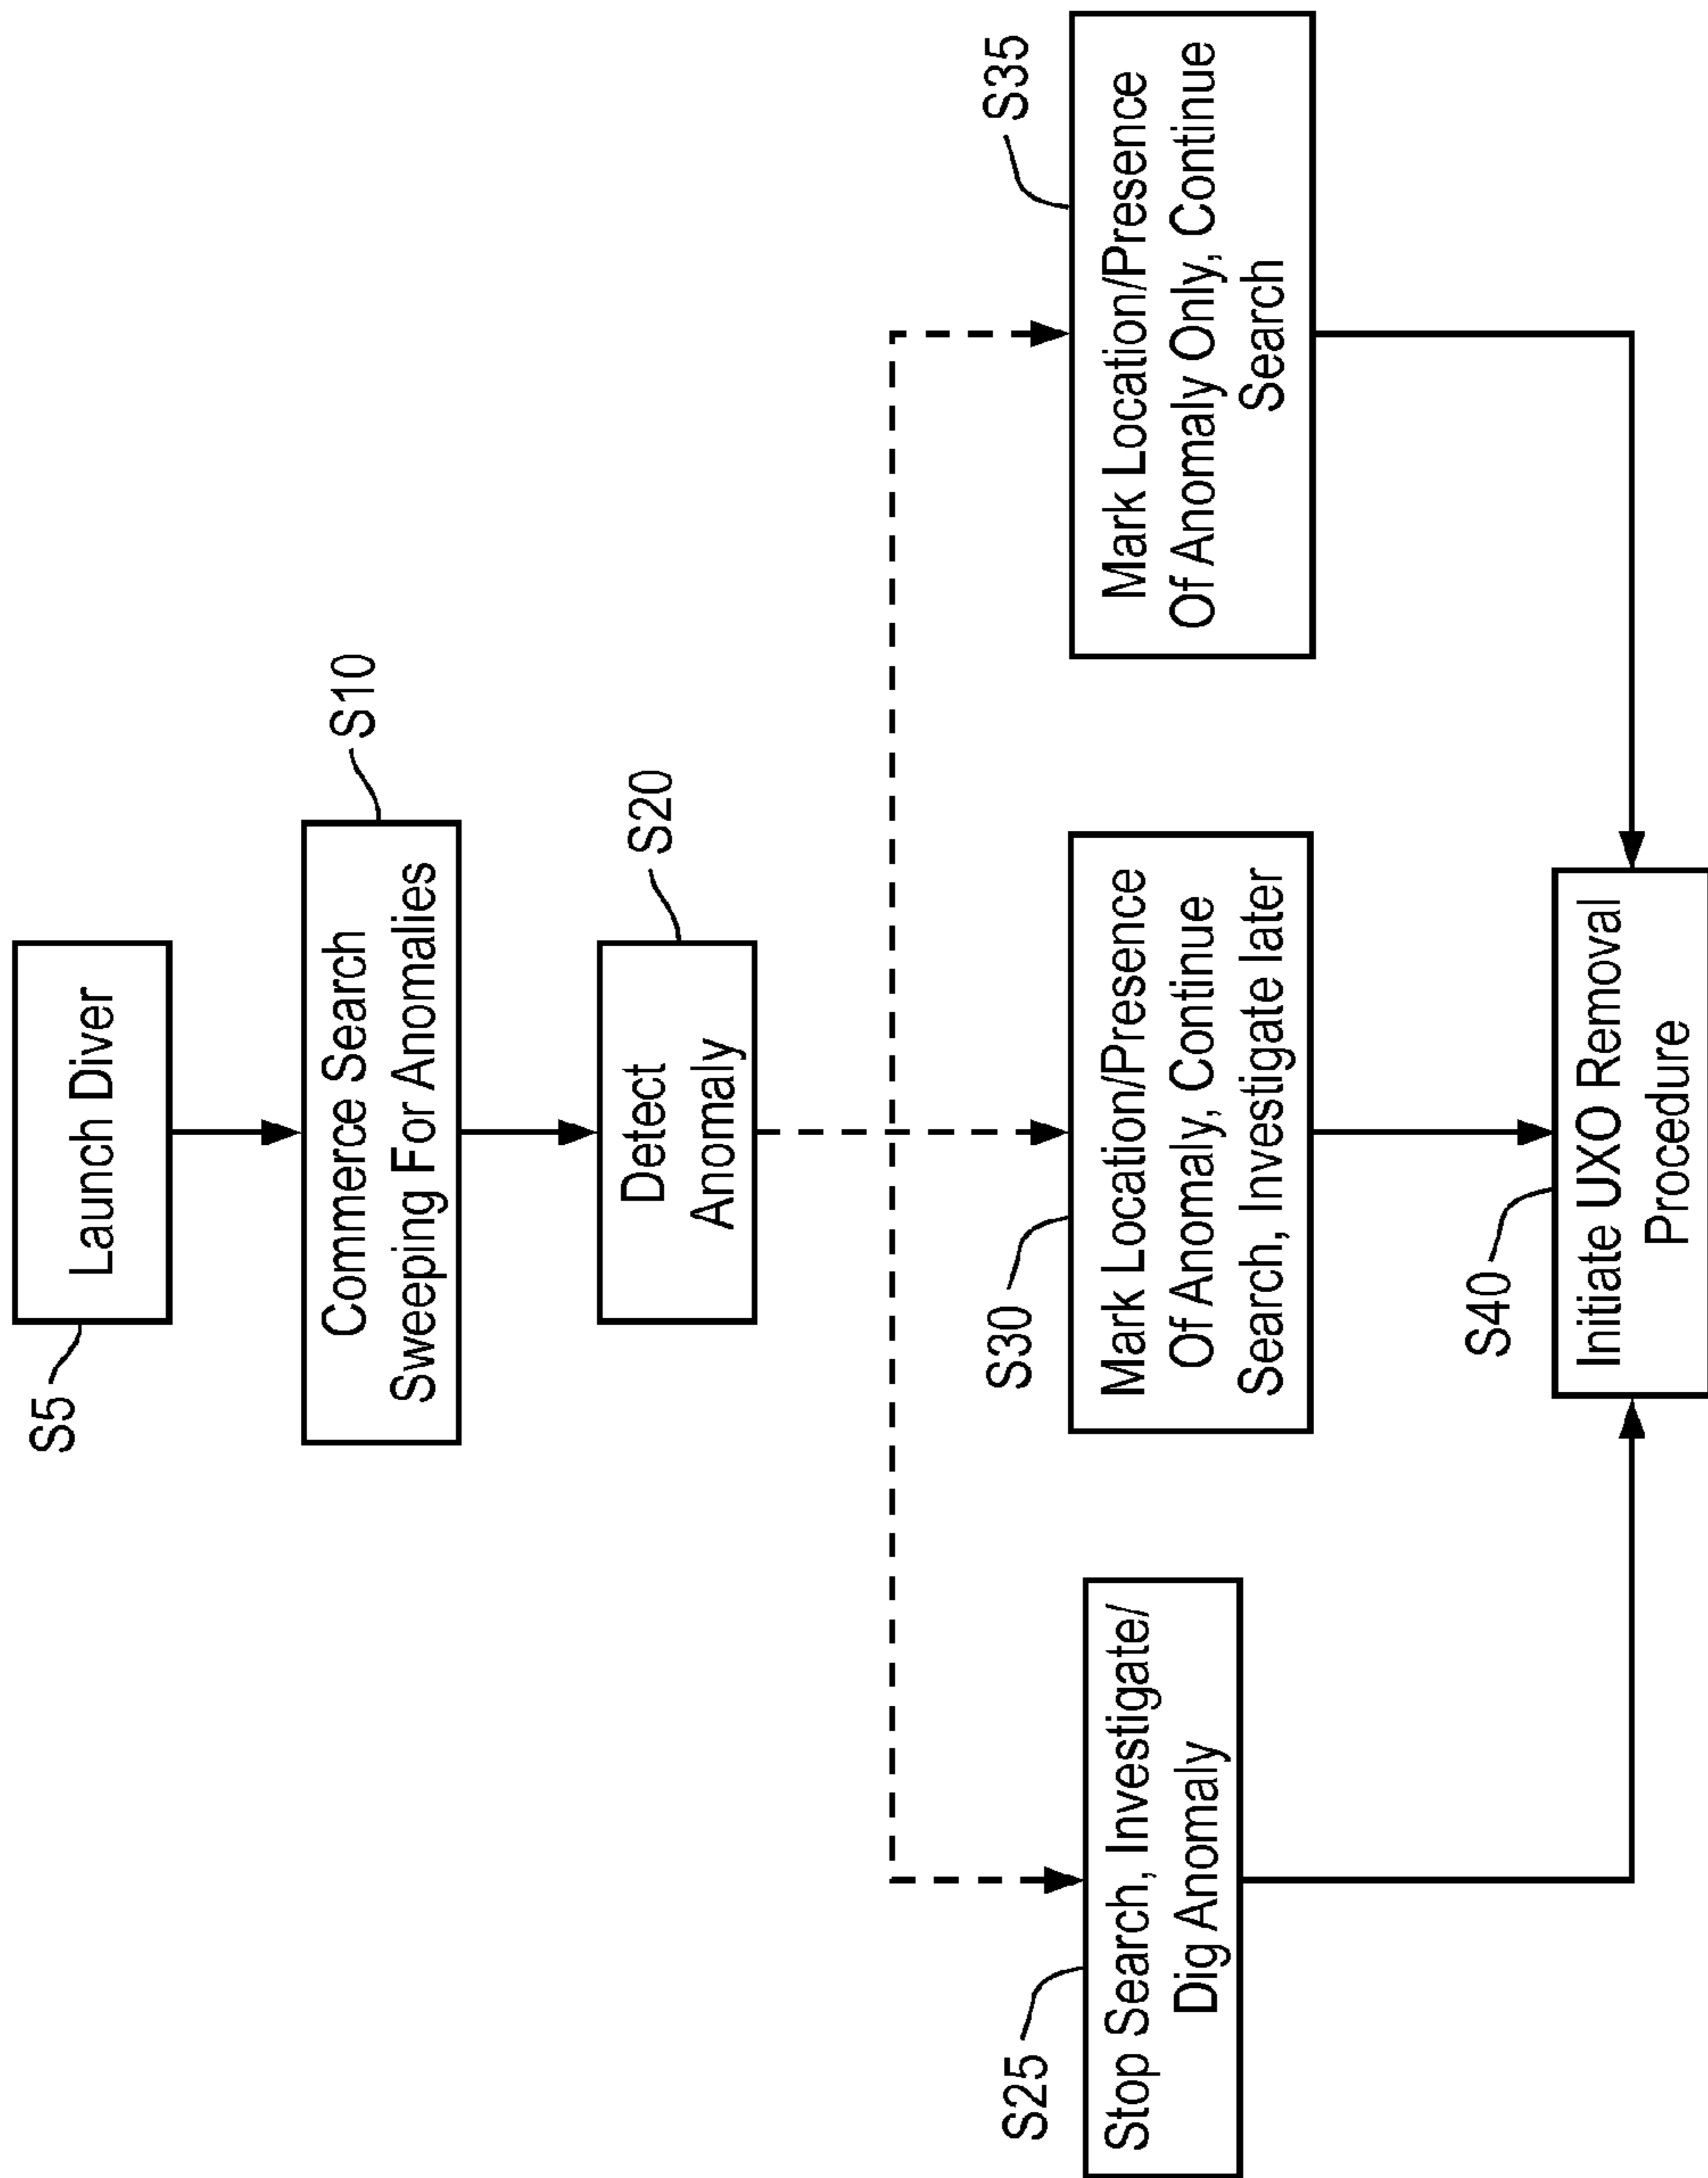 S5
Launch Diver
S10
Commerce Search
Sweeping For Anomalies
S20
Detect
Anomaly
S25
Stop Search, Investigate/
Dig Anomaly
S30
Mark Location/Presence
Of Anomaly, Continue
Search, Investigate later
S35
Mark Location/Presence
Of Anomaly Only, Continue
Search
S40
Initiate UXO Removal
Procedure